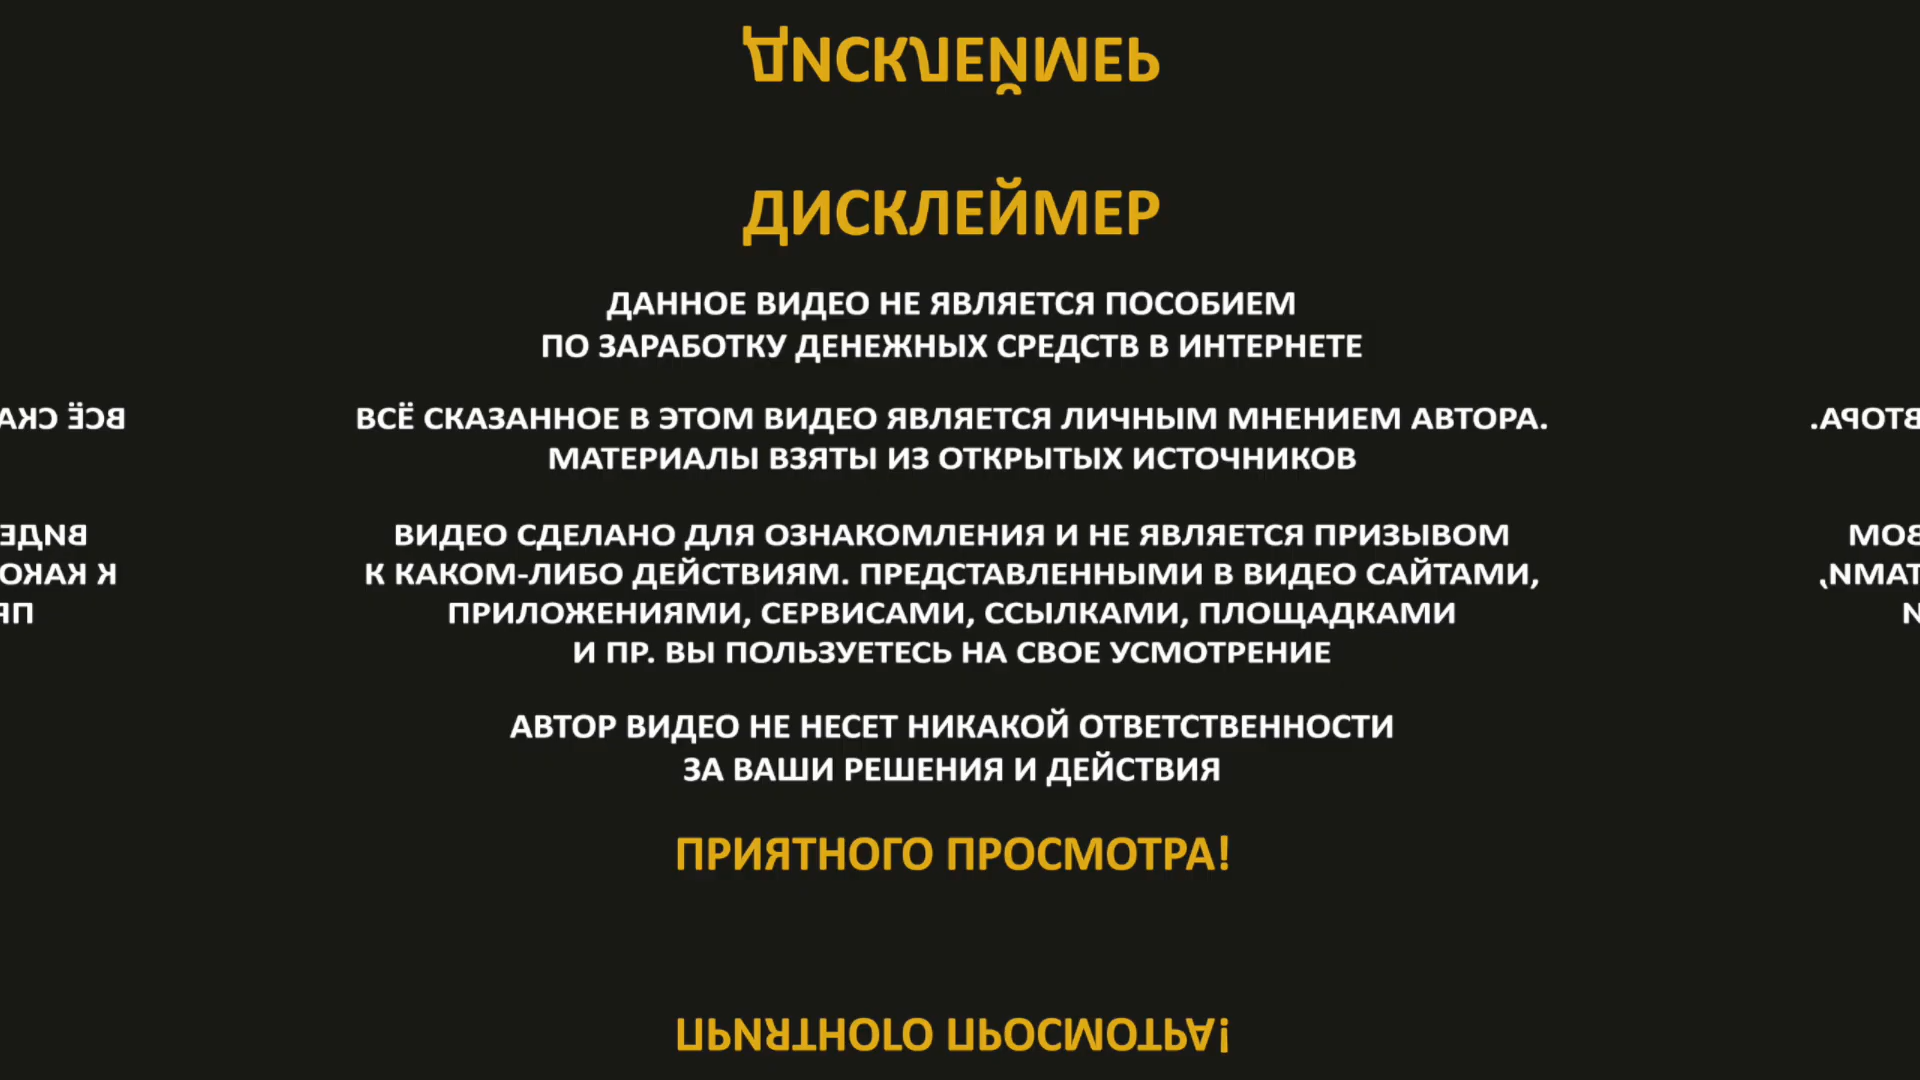 ДИСКЛЕЙМЕР
ДИСКЛЕЙМЕР
ДАННОЕ ВИДЕО НЕ ЯВЛЯЕТСЯ ПОСОБИЕМ
ПО ЗАРАБОТКУ ДЕНЕЖНЫХ СРЕДСТВ В ИНТЕРНЕТЕ
ВСЁ СКАЗАННОЕ В ЭТОМ ВИДЕО ЯВЛЯЕТСЯ ЛИЧНЫМ МНЕНИЕМ АВТОРА.
МАТЕРИАЛЫ ВЗЯТЫ ИЗ ОТКРЫТЫХ ИСТОЧНИКОВ
ВИДЕО СДЕЛАНО ДЛЯ ОЗНАКОМЛЕНИЯ И НЕ ЯВЛЯЕТСЯ ПРИЗЫВОМ
К КАКОМ-ЛИБО ДЕЙСТВИЯМ. ПРЕДСТАВЛЕННЫМИ В ВИДЕО САЙТАМИ,
ПРИЛОЖЕНИЯМИ, СЕРВИСАМИ, ССЫЛКАМИ, ПЛОЩАДКАМИ
И ПР. ВЫ ПОЛЬЗУЕТЕСЬ НА СВОЕ УСМОТРЕНИЕ
АВТОР ВИДЕО НЕ НЕСЕТ НИКАКОЙ ОТВЕТСТВЕННОСТИ
ЗА ВАШИ РЕШЕНИЯ И ДЕЙСТВИЯ
ПРИЯТНОГО ПРОСМОТРА!
ПРИЯТНОГО ПРОСМОТРА!